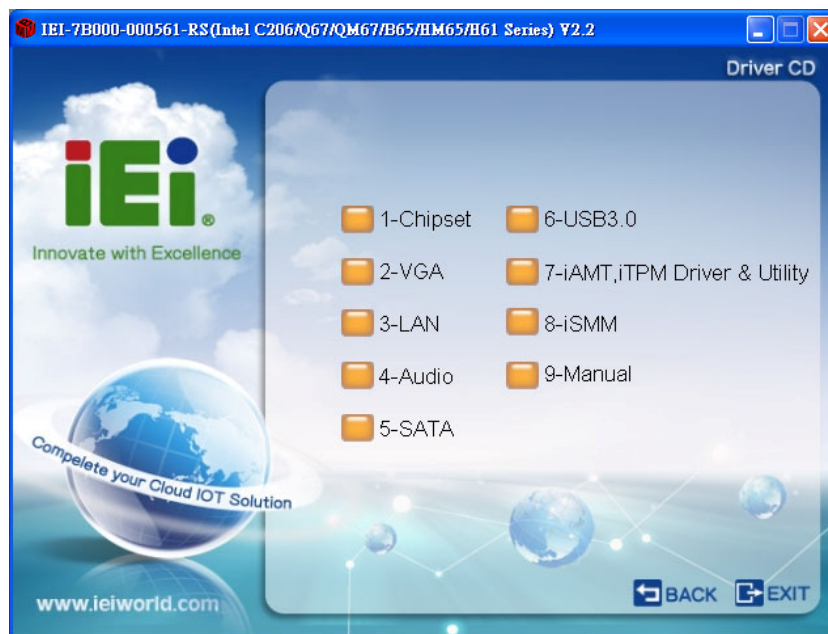 IEI-7B000-000561-RS(Intel C206/Q67/QM67/B65/HM65/H61 Series) V2.2
Driver CD
iEi®
Innovate with Excellence
1-Chipset
2-VGA
3-LAN
4-Audio
5-SATA
6-USB3.0
7-iAMT,iTPM Driver & Utility
8-iSMM
9-Manual
Compelete your Cloud IOT Solution
www.ieiworld.com
BACK
EXIT